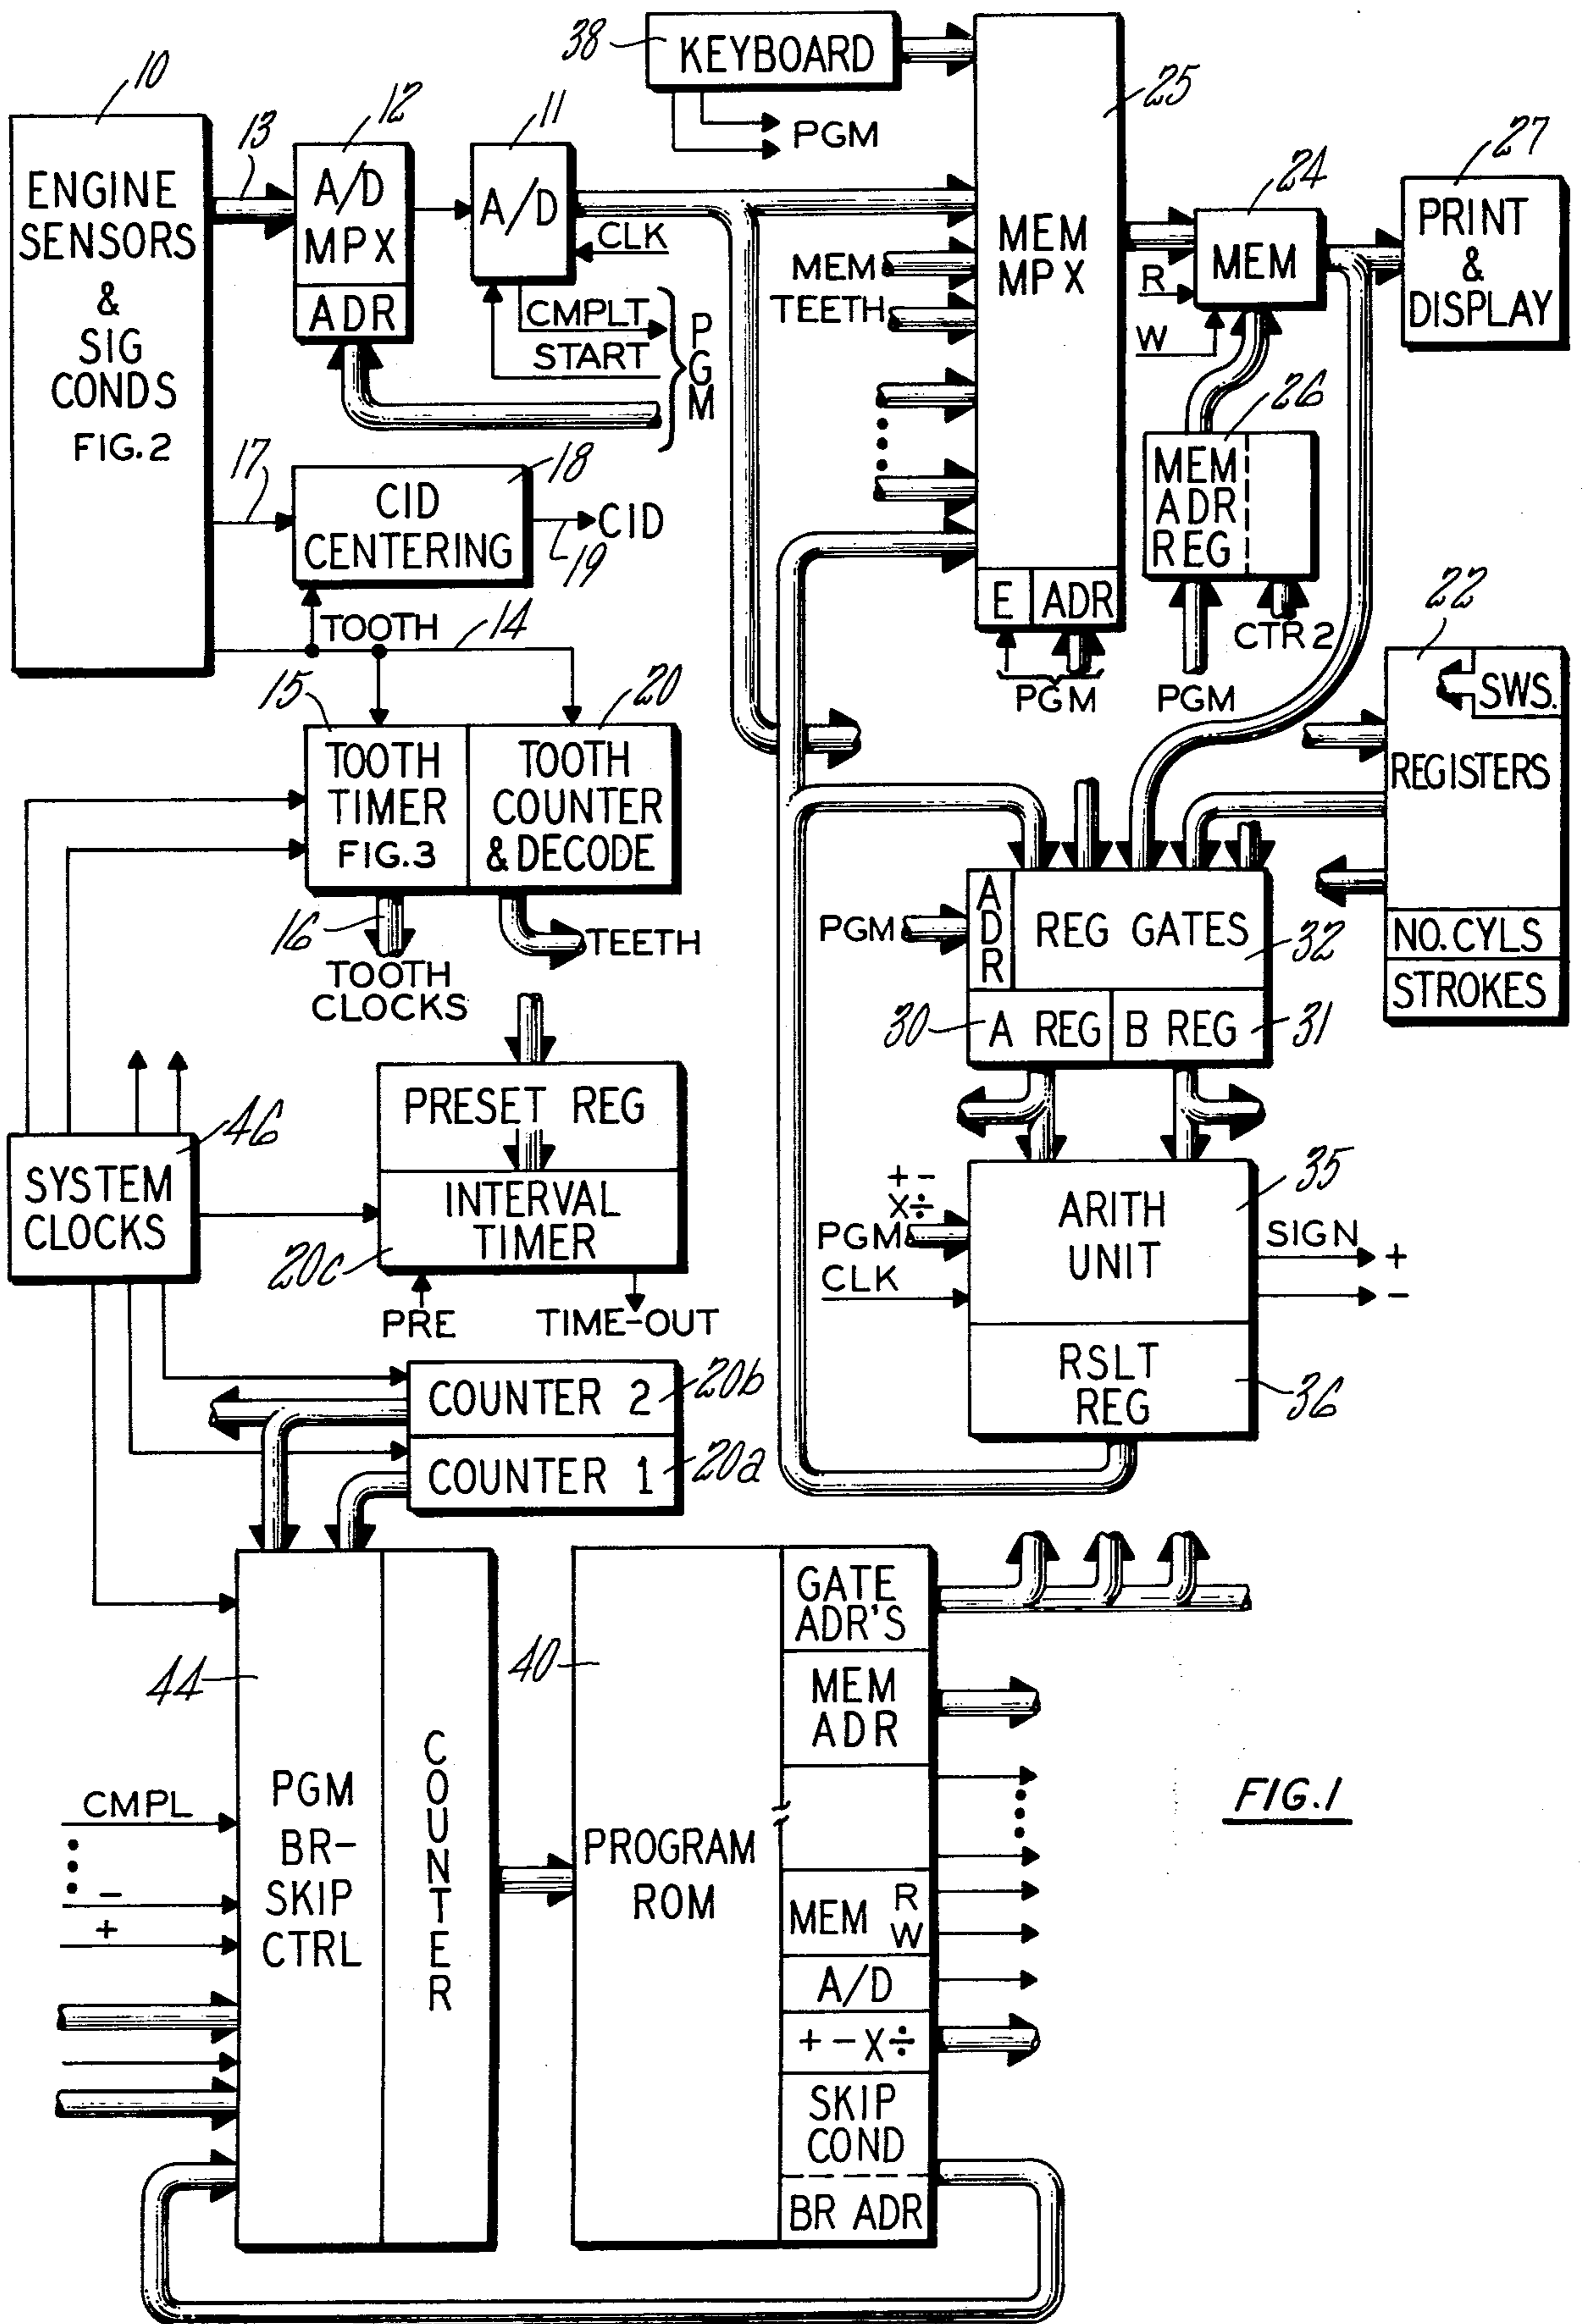 38
KEYBOARD
PGM
10
ENGINE
SENSORS
&
SIG
CONDS
FIG.2
13
12
A/D
MPX
ADR
11
A/D
CLK
CMPLT
START
PGM
25
MEM
MPX
E
ADR
PGM
MEM
TEETH
24
MEM
R
W
27
PRINT
&
DISPLAY
26
MEM
ADR
REG
PGM
CTR2
17
18
CID
CENTERING
CID
19
TOOTH
14
15
TOOTH
TIMER
FIG.3
20
TOOTH
COUNTER
& DECODE
16
TOOTH
CLOCKS
TEETH
22
SWS.
REGISTERS
NO.CYLS
STROKES
PGM
ADR
REG GATES
32
30
A REG
B REG
31
46
SYSTEM
CLOCKS
PRESET REG
INTERVAL
TIMER
20c
PRE
TIME-OUT
+ -
X÷
PGM
CLK
ARITH
UNIT
35
SIGN
+
-
RSLT
REG
36
COUNTER 2
20b
COUNTER 1
20a
44
PGM
BR-
SKIP
CTRL
COUNTER
CMPL
-
+
40
PROGRAM
ROM
GATE
ADR'S
MEM
ADR
MEM R
W
A/D
+ - X ÷
SKIP
COND
BR ADR
FIG.1